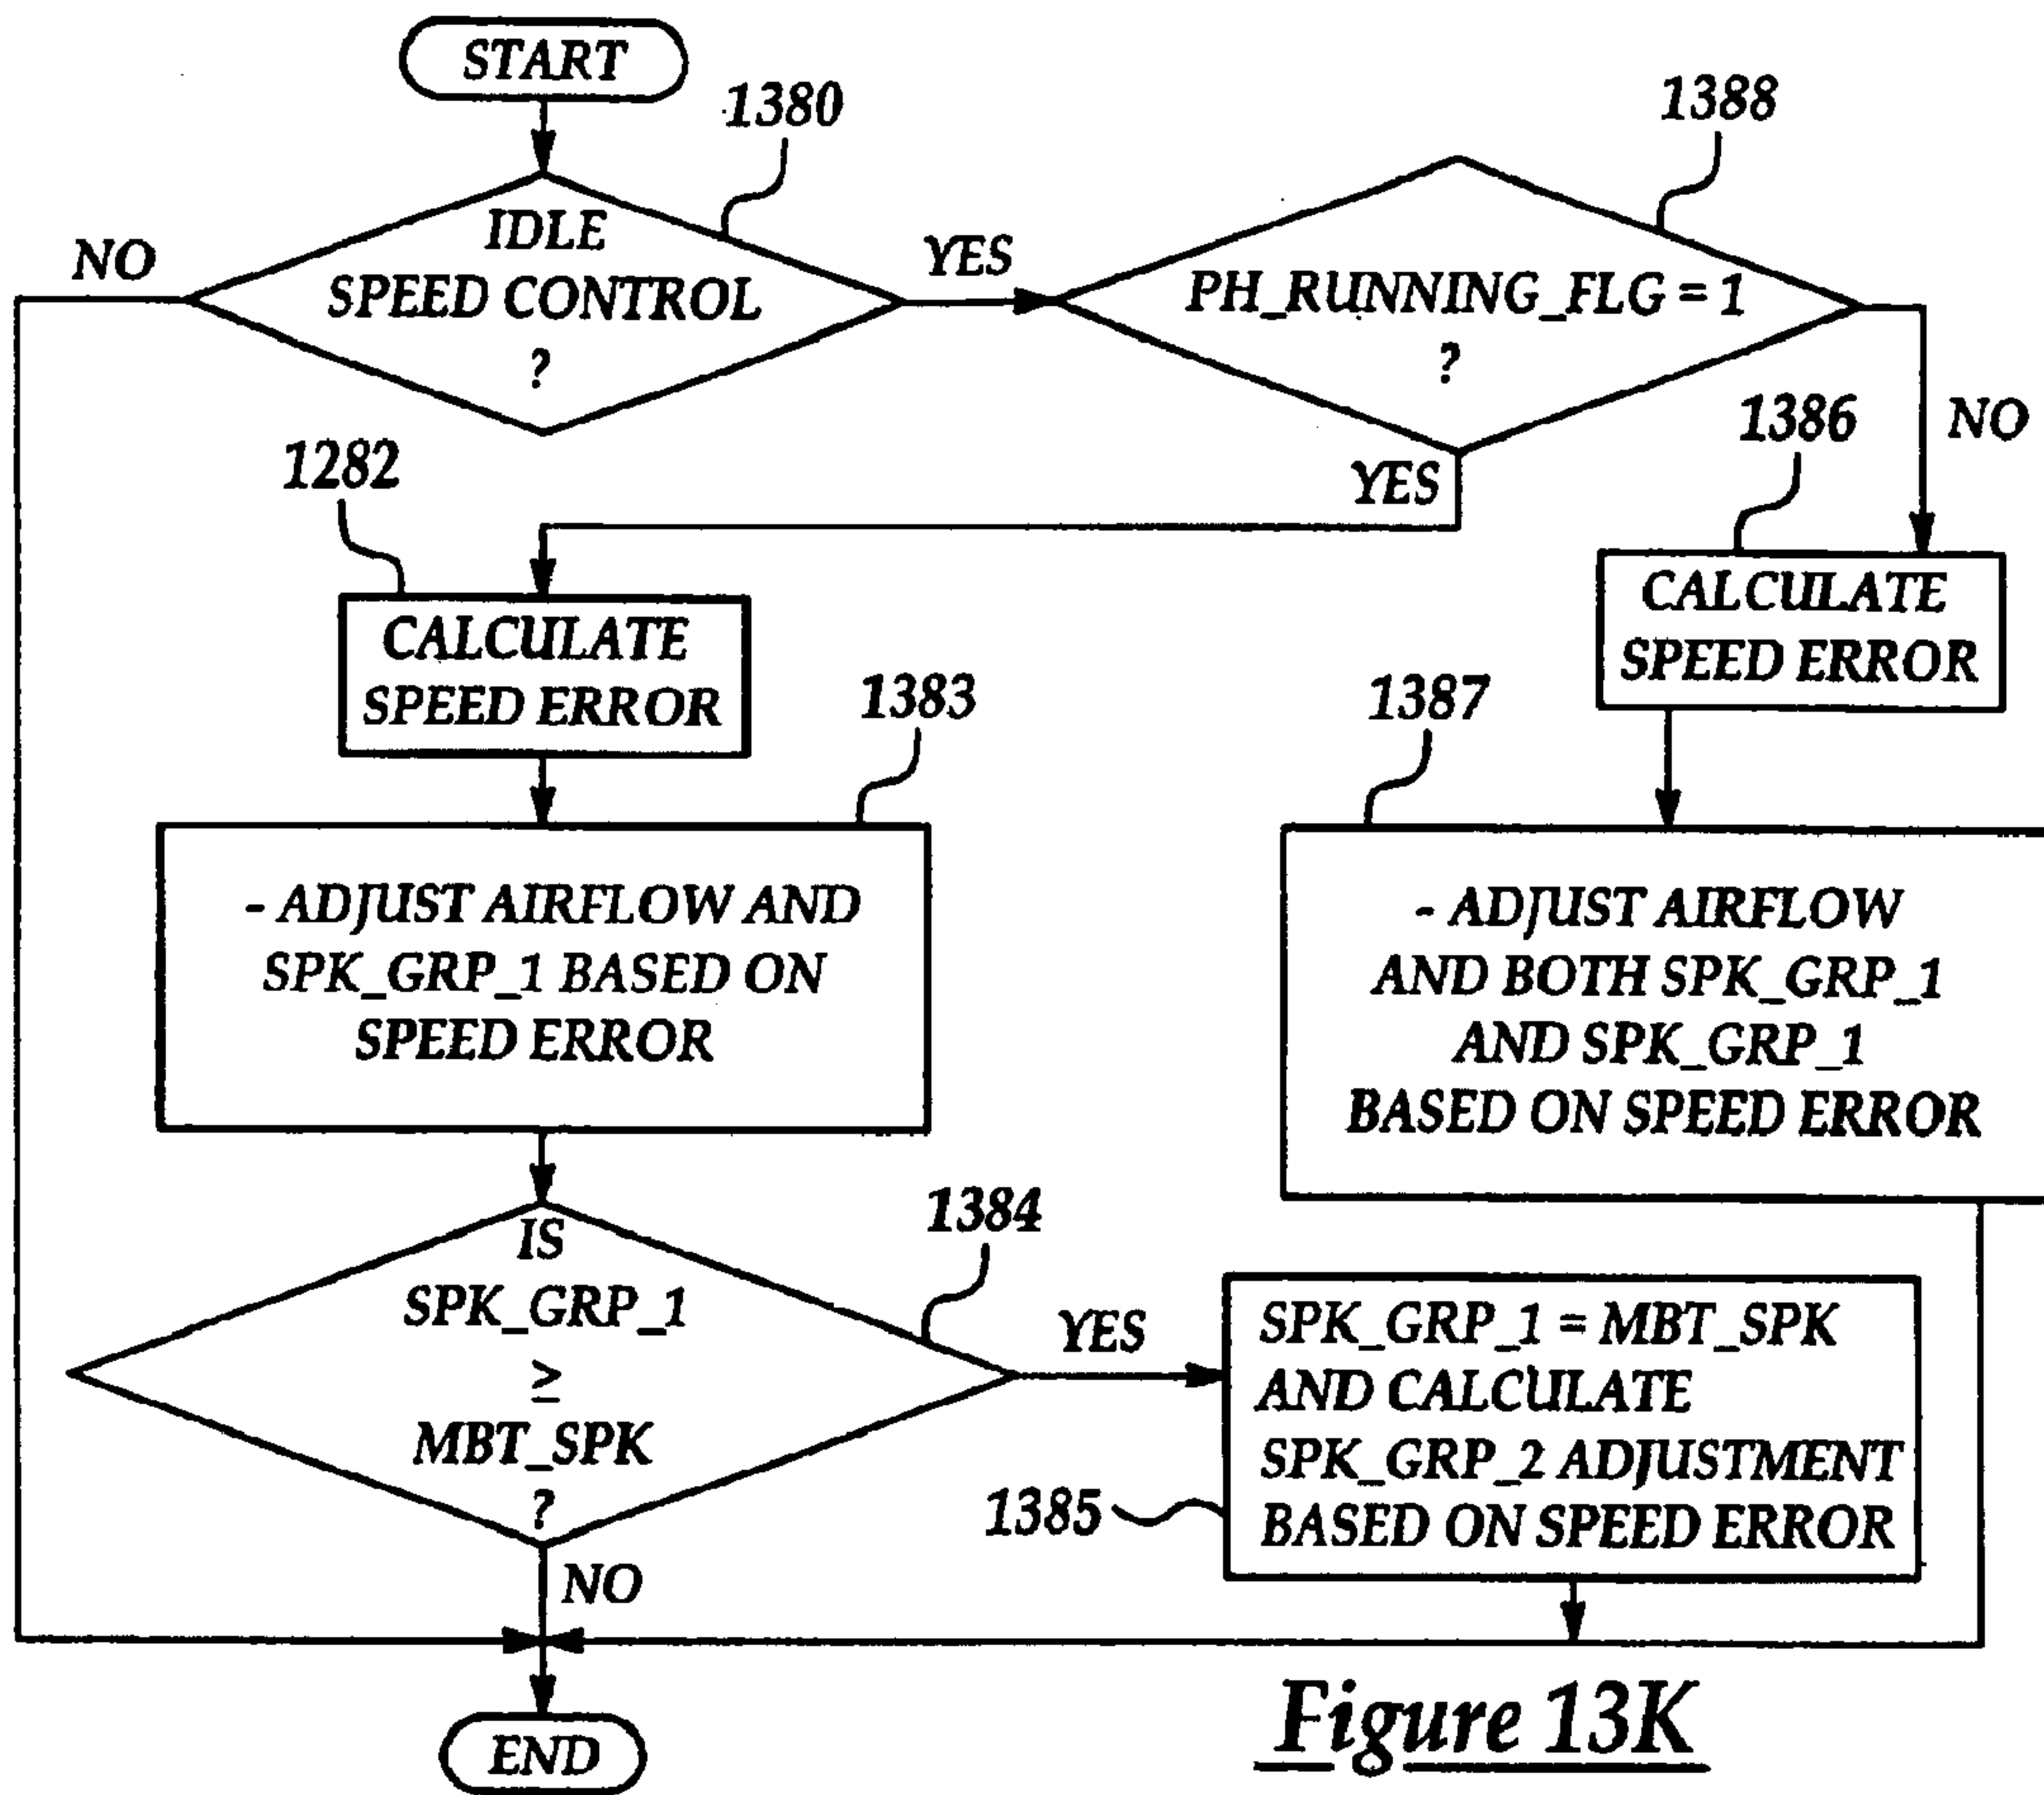 START
1380
1388
IDLE
SPEED CONTROL
?
NO
YES
PH_RUNNING_FLG = 1
?
1386
NO
1282
YES
CALCULATE
SPEED ERROR
CALCULATE
SPEED ERROR
1383
1387
- ADJUST AIRFLOW AND
SPK_GRP_1 BASED ON
SPEED ERROR
- ADJUST AIRFLOW
AND BOTH SPK_GRP_1
AND SPK_GRP_1
BASED ON SPEED ERROR
1384
IS
SPK_GRP_1
≥
MBT_SPK
?
YES
SPK_GRP_1 = MBT_SPK
AND CALCULATE
SPK_GRP_2 ADJUSTMENT
BASED ON SPEED ERROR
1385
NO
END
Figure 13K